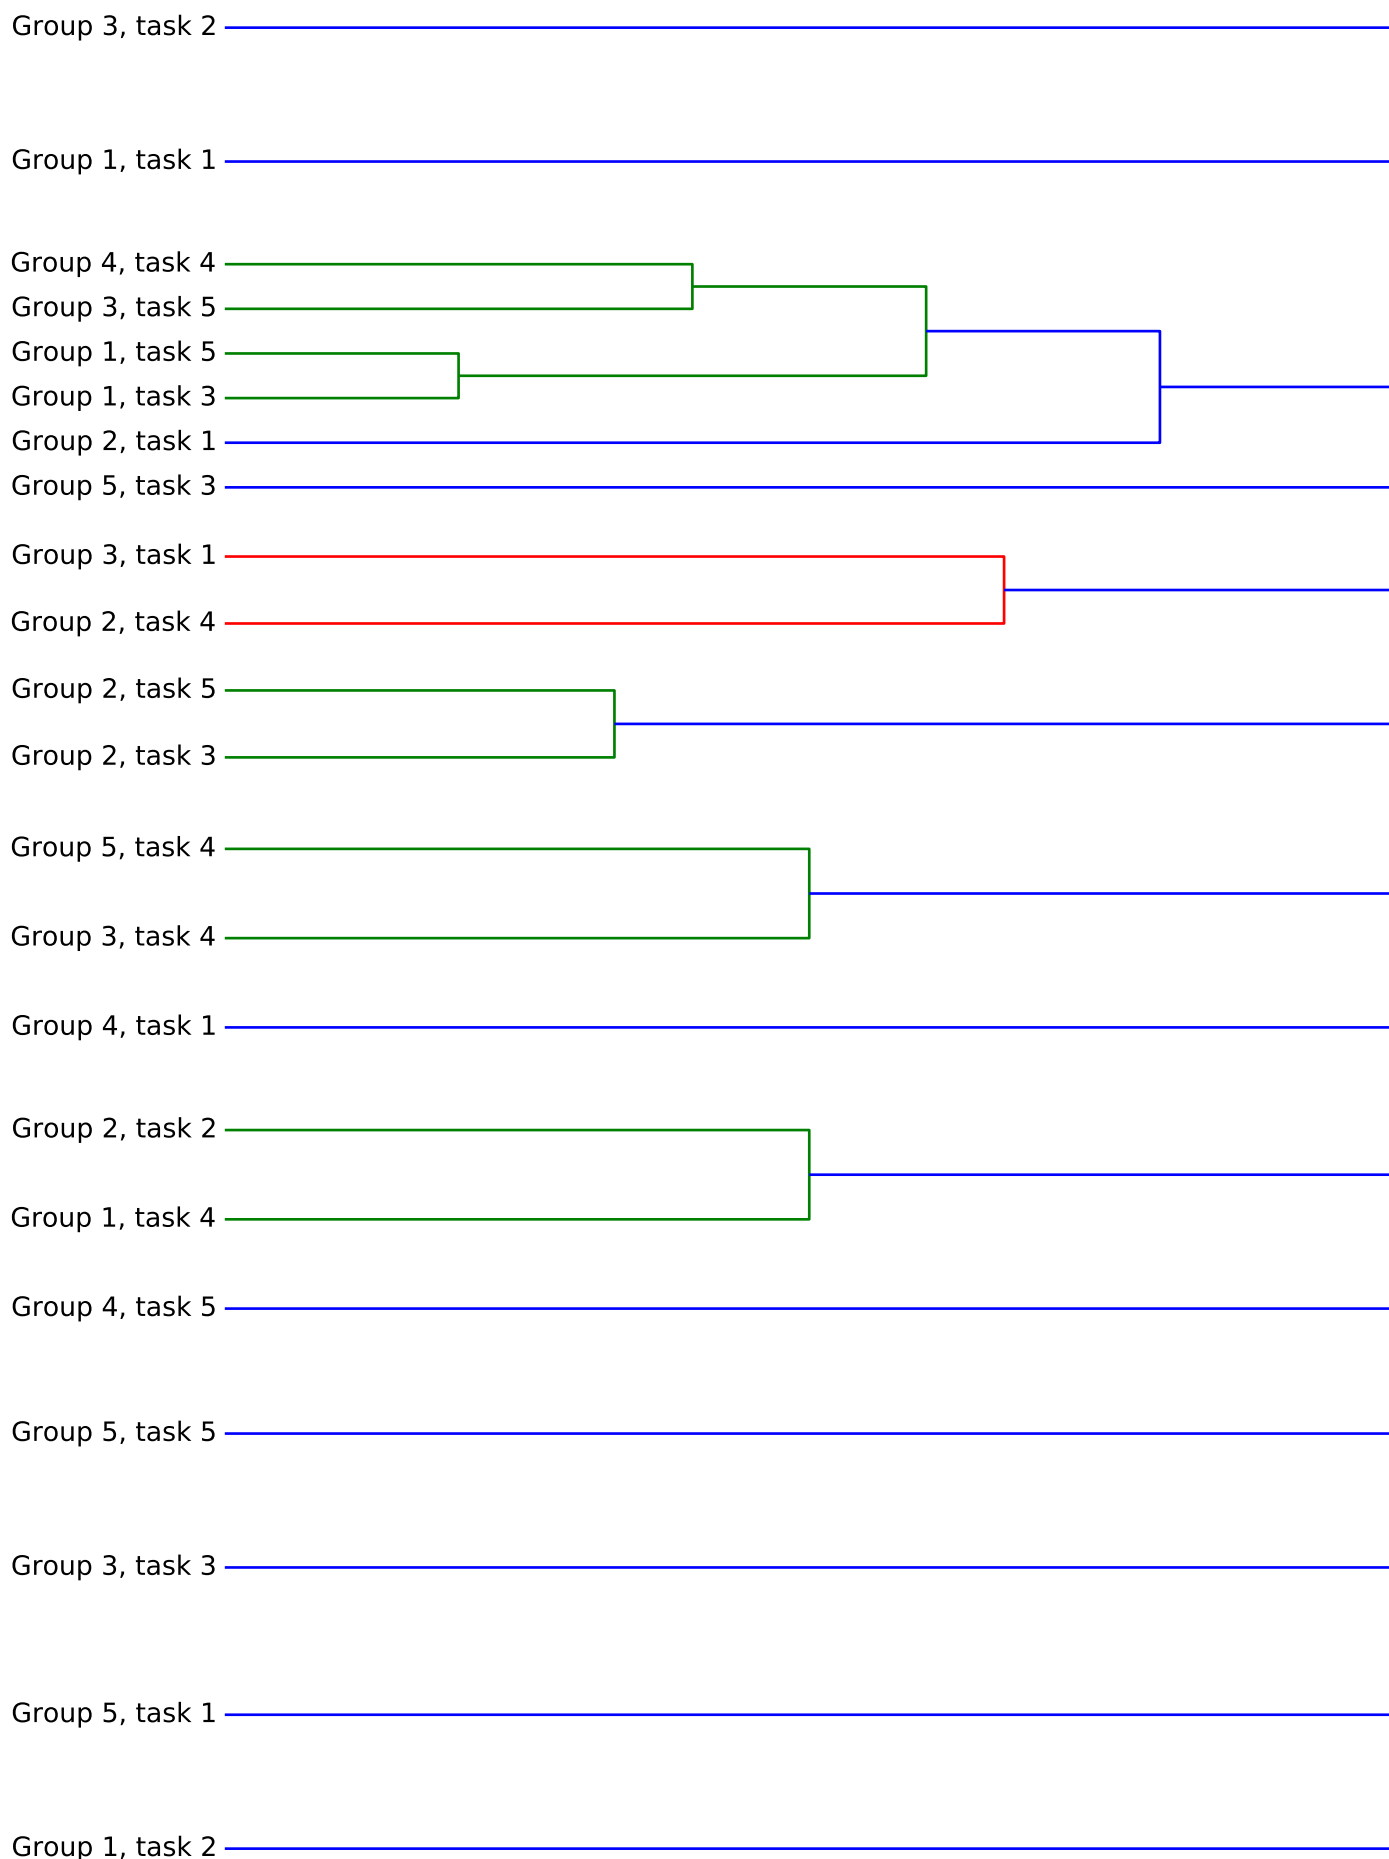 Group 3, task 2
Group 1, task 1
Group 4, task 4
Group 3, task 5
Group 1, task 5
Group 1, task 3
Group 2, task 1
Group 5, task 3
Group 3, task 1
Group 2, task 4
Group 2, task 5
Group 2, task 3
Group 5, task 4
Group 3, task 4
Group 4, task 1
Group 2, task 2
Group 1, task 4
Group 4, task 5
Group 5, task 5
Group 3, task 3
Group 5, task 1
Group 1, task 2